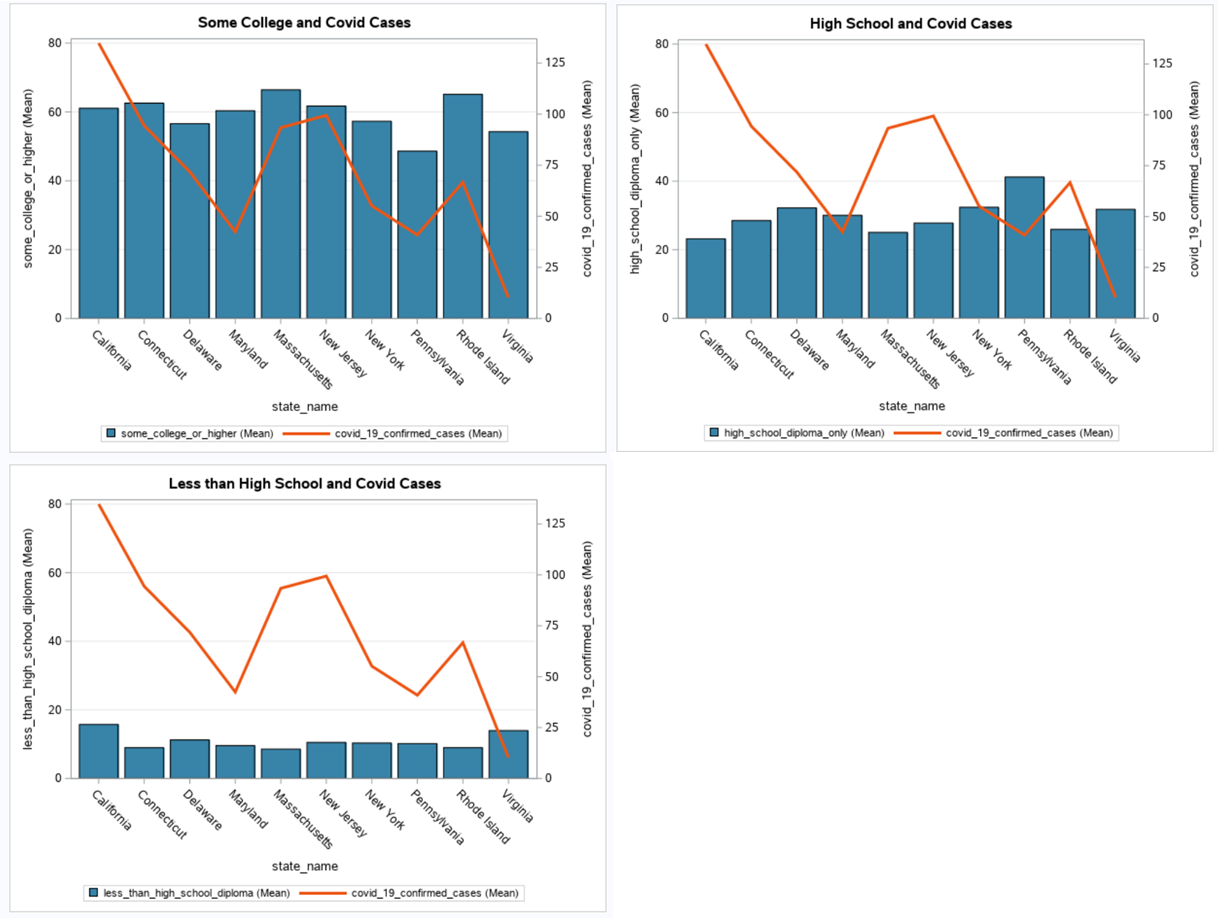 Some College and Covid Cases
80
60
40
20
0
some_college_or_higher (Mean)
125
100
75
50
25
0
covid_19_confirmed_cases (Mean)
California
Connecticut
Delaware
Maryland
Massachusetts
New Jersey
New York
Pennsylvania
Rhode Island
Virginia
state_name
some_college_or_higher (Mean) covid_19_confirmed_cases (Mean)
High School and Covid Cases
80
60
40
20
0
high_school_diploma_only (Mean)
125
100
75
50
25
0
covid_19_confirmed_cases (Mean)
California
Connecticut
Delaware
Maryland
Massachusetts
New Jersey
New York
Pennsylvania
Rhode Island
Virginia
state_name
high_school_diploma_only (Mean) covid_19_confirmed_cases (Mean)
Less than High School and Covid Cases
80
60
40
20
0
less_than_high_school_diploma (Mean)
125
100
75
50
25
0
covid_19_confirmed_cases (Mean)
California
Connecticut
Delaware
Maryland
Massachusetts
New Jersey
New York
Pennsylvania
Rhode Island
Virginia
state_name
less_than_high_school_diploma (Mean) covid_19_confirmed_cases (Mean)